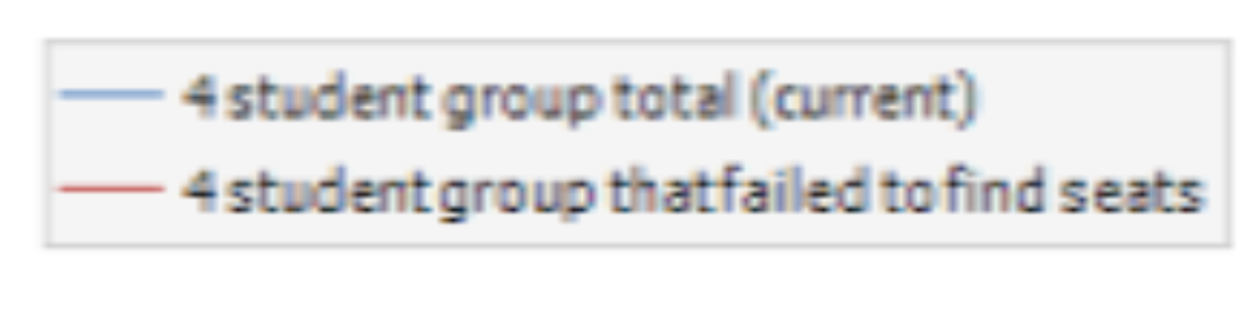 4 student group total (current)
4 student group that failed to find seats